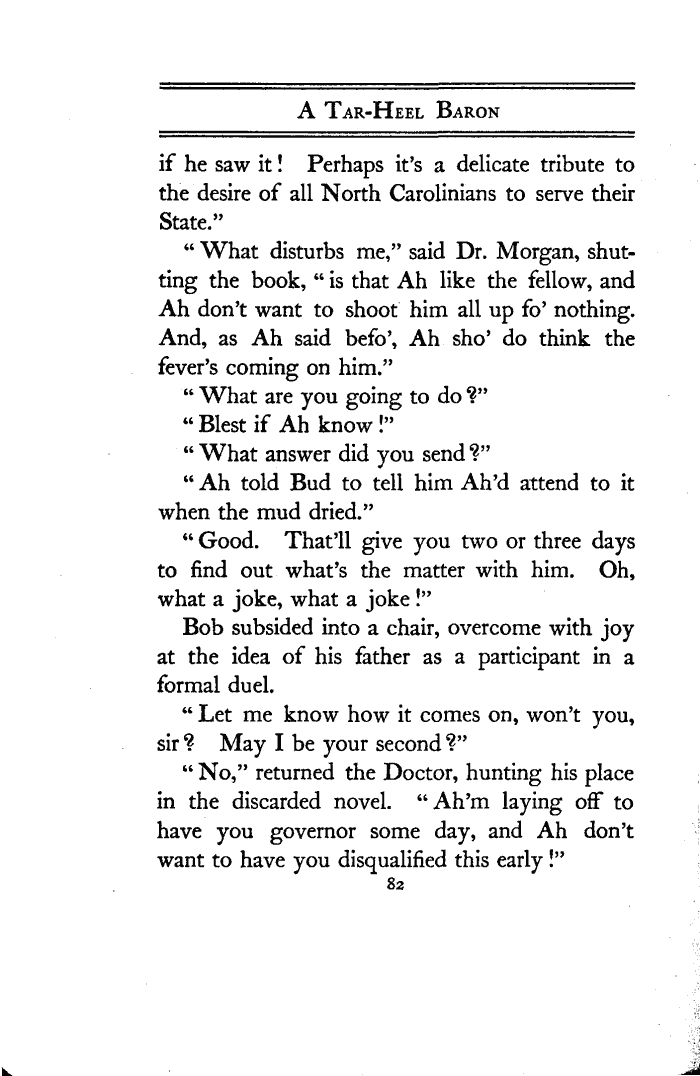 A TAR-HEEL BARON
if he saw it! Perhaps it's a delicate tribute to
the desire of all North Carolinians to serve their
State."
"What disturbs me," said Dr. Morgan, shut-
ting the book, "is that Ah like the fellow, and
Ah don't want to shoot him all up fo' nothing.
And, as Ah said befo', Ah sho' do think the
fever's coming on him."
"What are you going to do?"
"Blest if Ah know!"
"What answer did you send?"
"Ah told Bud to tell him Ah'd attend to it
when the mud dried."
"Good. That'll give you two or three days
to find out what's the matter with him. Oh,
what a joke, what a joke!"
Bob subsided into a chair, overcome with joy
at the idea of his father as a participant in a
formal duel.
"Let me know how it comes on, won't you,
sir? May I be your second?"
"No," returned the Doctor, hunting his place
in the discarded novel. "Ah'm laying off to
have you governor some day, and Ah don't
want to have you disqualified this early!"
82